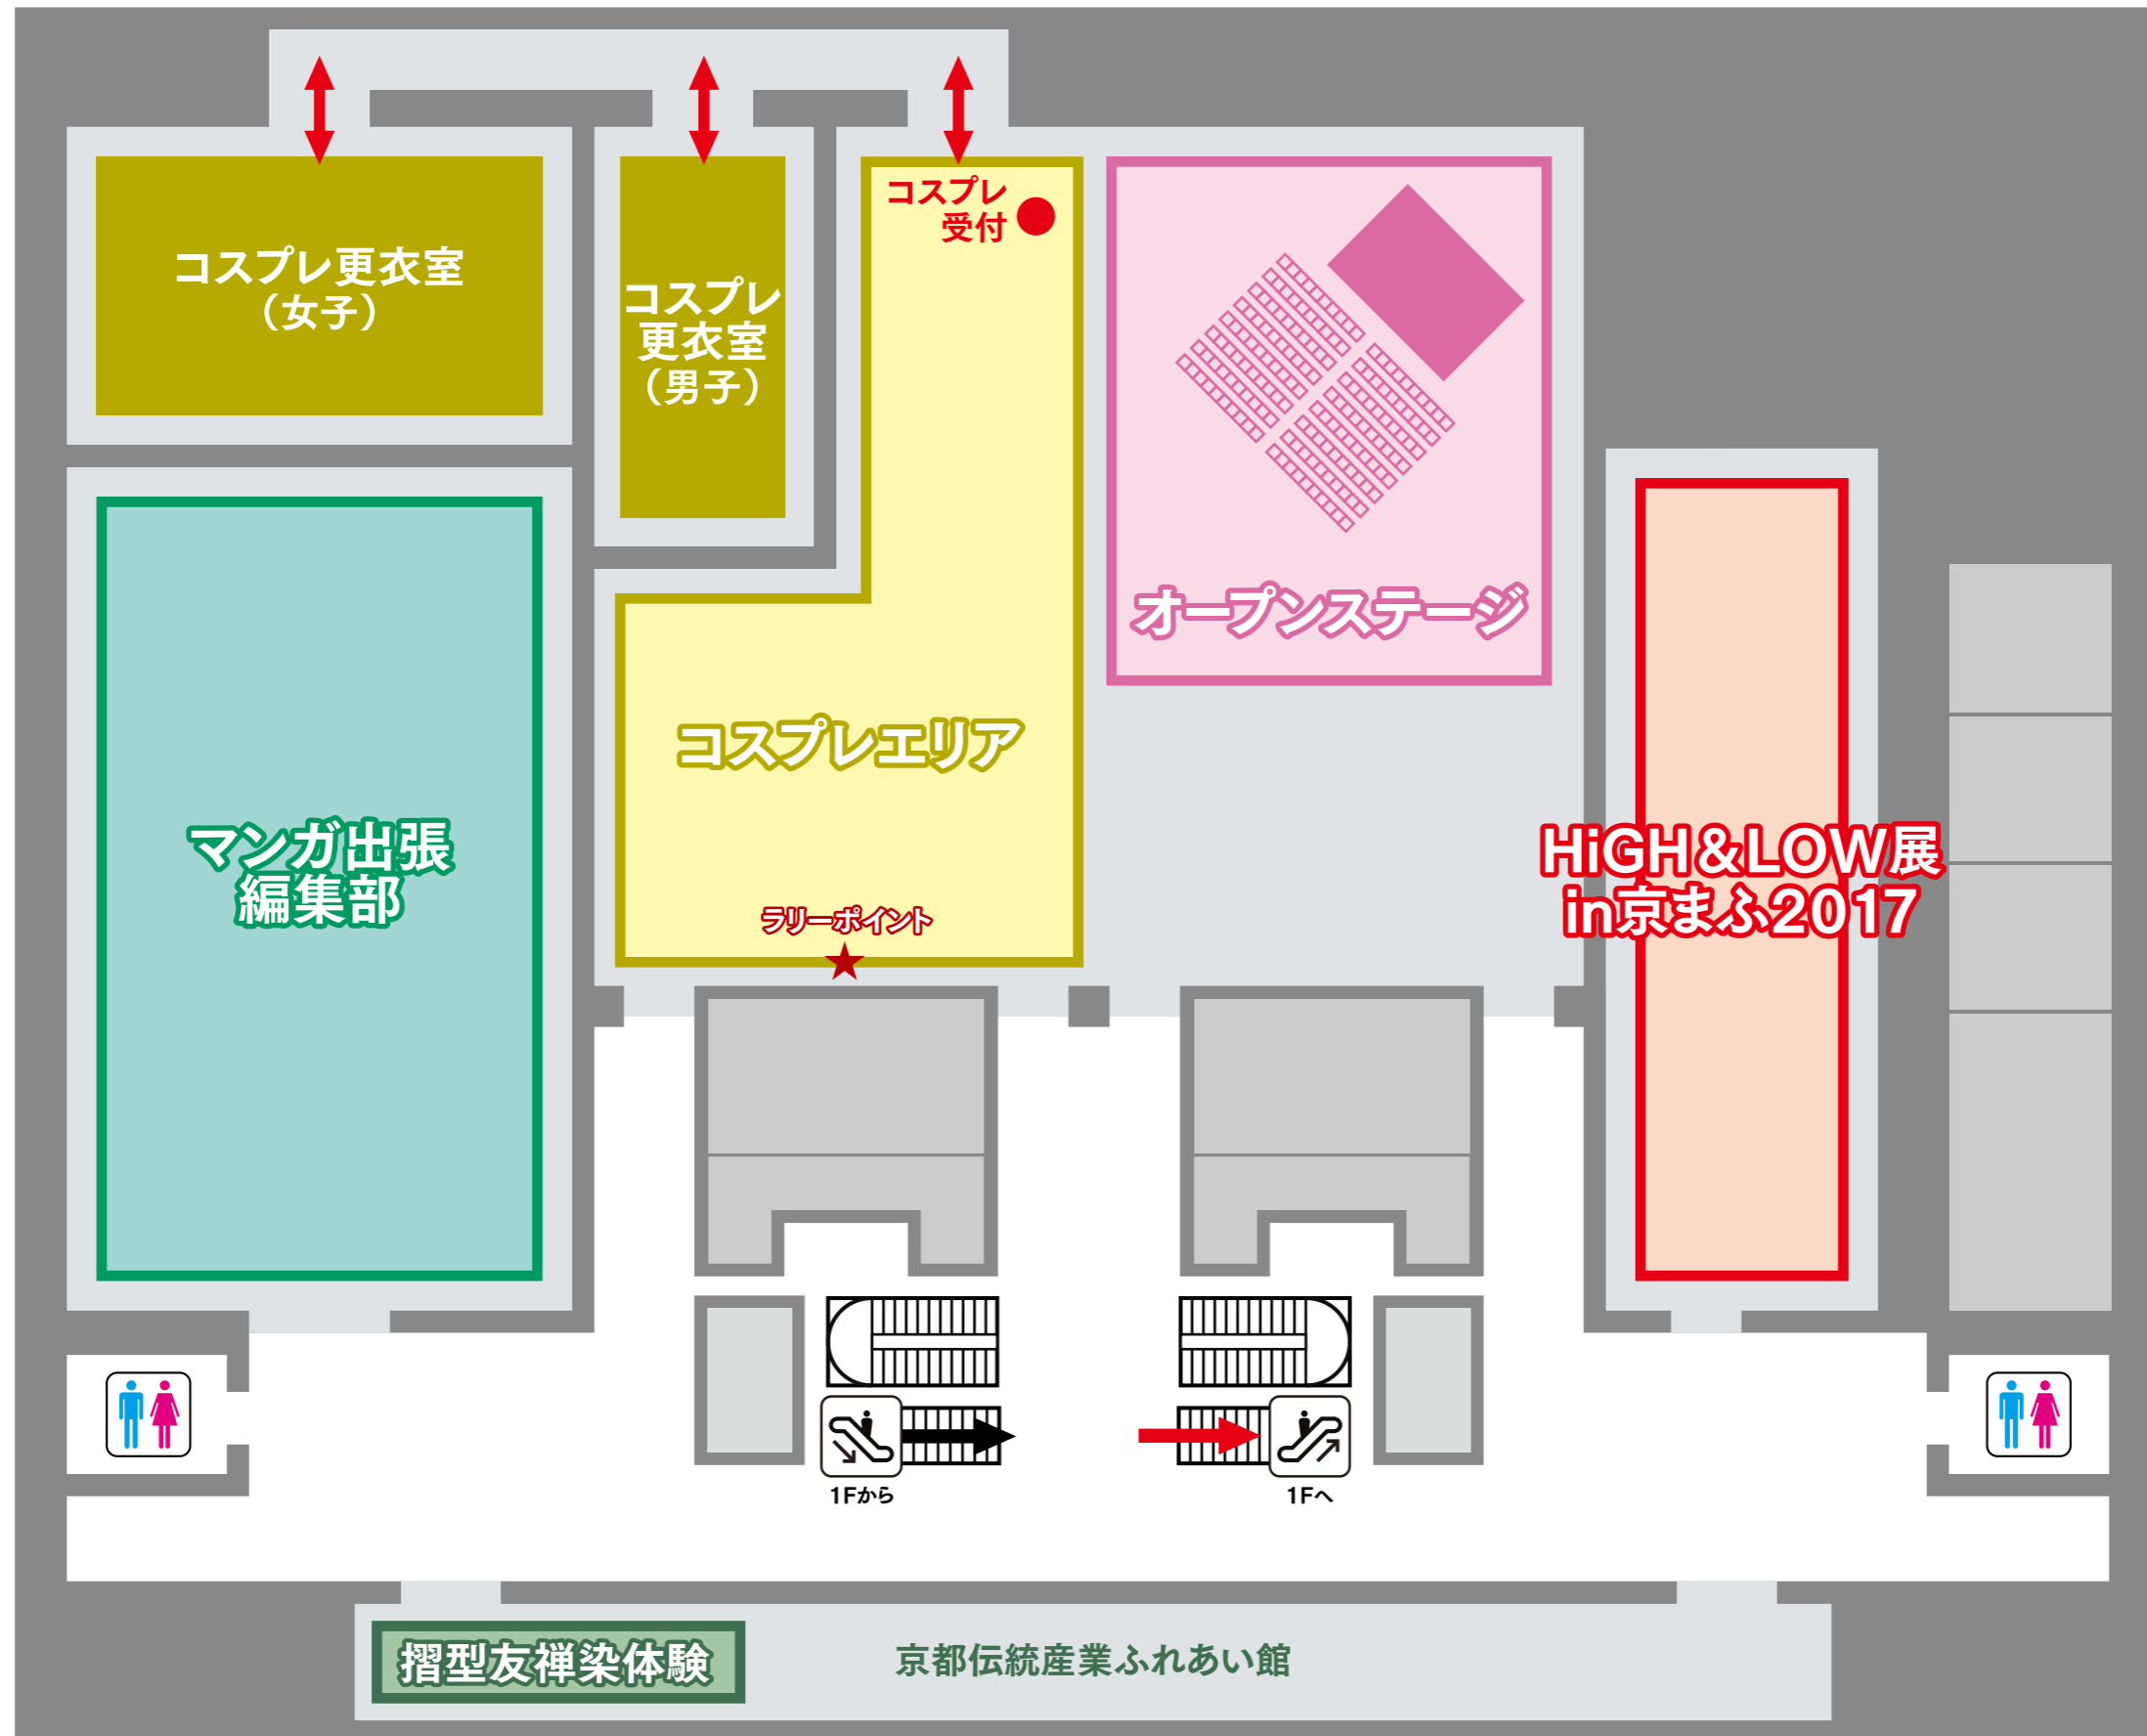 コスプレ
受付
コスプレ更衣室
（女子）
コスプレ
更衣室
（男子）
オープンステージ
コスプレエリア
マンガ出張
編集部
HiGH＆LOW展
in京まふ2017
ラリーポイント
1Fから
1Fへ
摺型友禅染体験
京都伝統産業ふれあい館